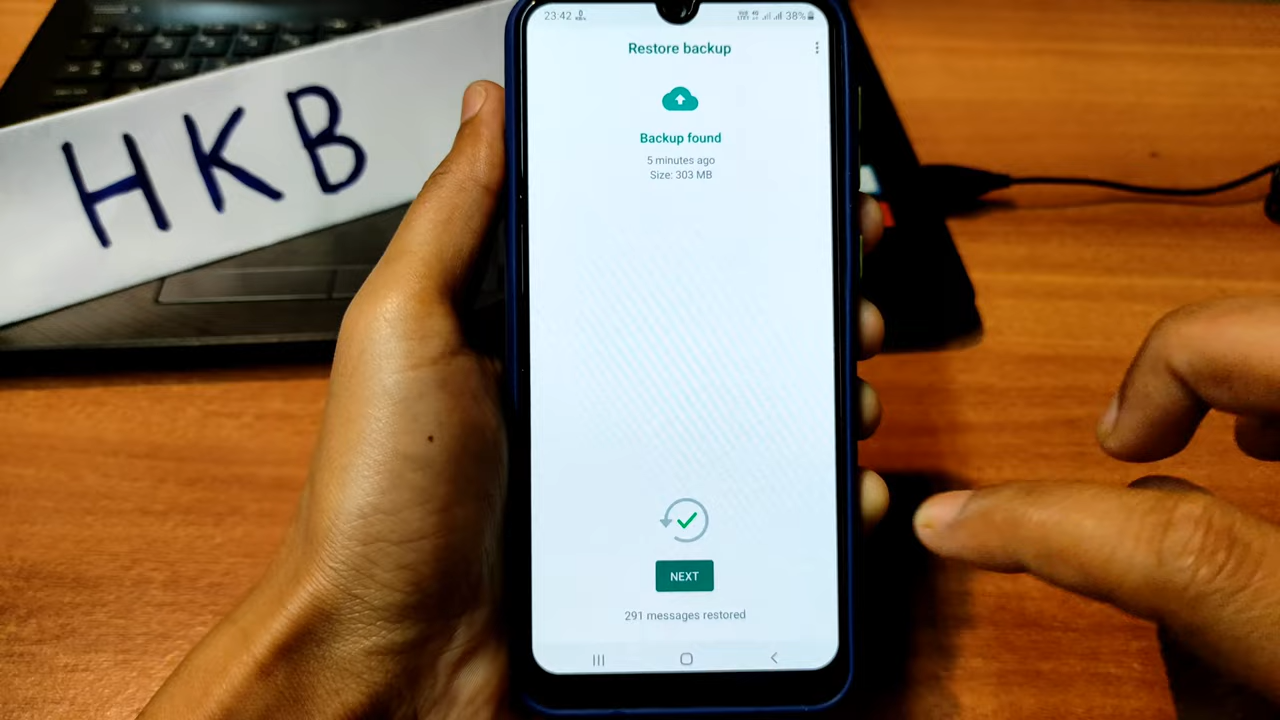 HKB
23:42
38%
Restore backup
Backup found
5 minutes ago
Size: 303 MB
NEXT
291 messages restored